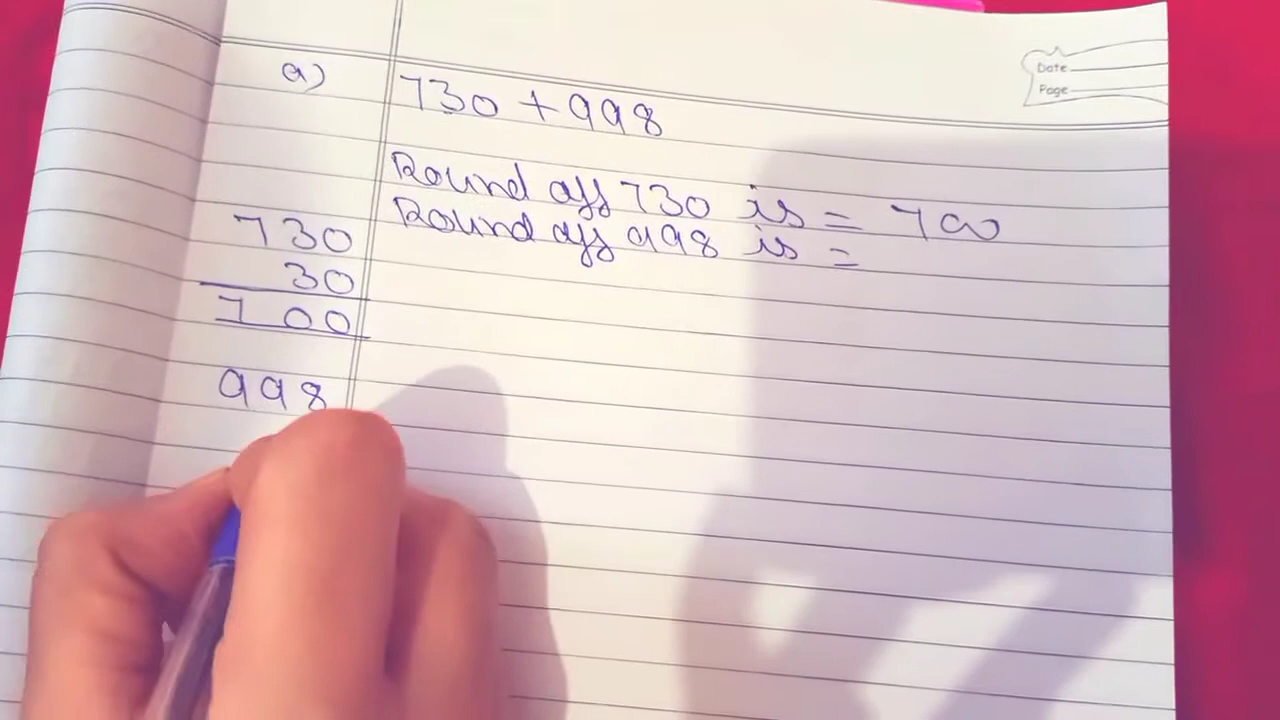 Date
Page
a) 730 + 998
Round off 730 is = 700
Round off 998 is =
730
30
700
998